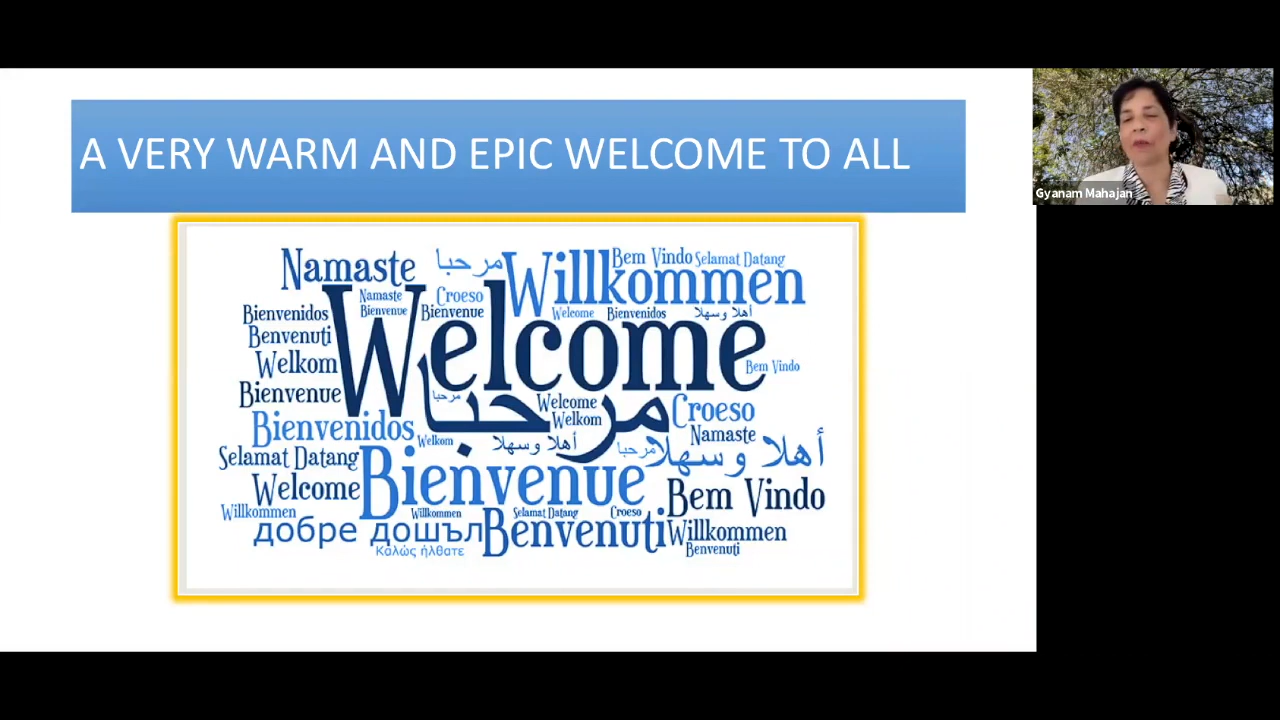 A VERY WARM AND EPIC WELCOME TO ALL
Gyanam Mahajan
Namaste
مرحبا
Willkommen
Bem Vindo
Selamat Datang
Namaste
Croeso
Bienvenidos
Bienvenue
Bienvenue
Welcome
Bienvenidos
أهلا وسهلا
Benvenuti
Welcome
Welkom
Bem Vindo
Bienvenue
مرحبا
مرحبا
Welcome
Welkom
Croeso
Bienvenidos
Welkom
أهلا وسهلا
مرحبا
Namaste
أهلا وسهلا
Selamat Datang
Bienvenue
Welcome
Bem Vindo
Willkommen
Willkommen
Selamat Datang
Croeso
добре дошъл
Benvenuti
Willkommen
Καλώς ήλθατε
Benvenuti